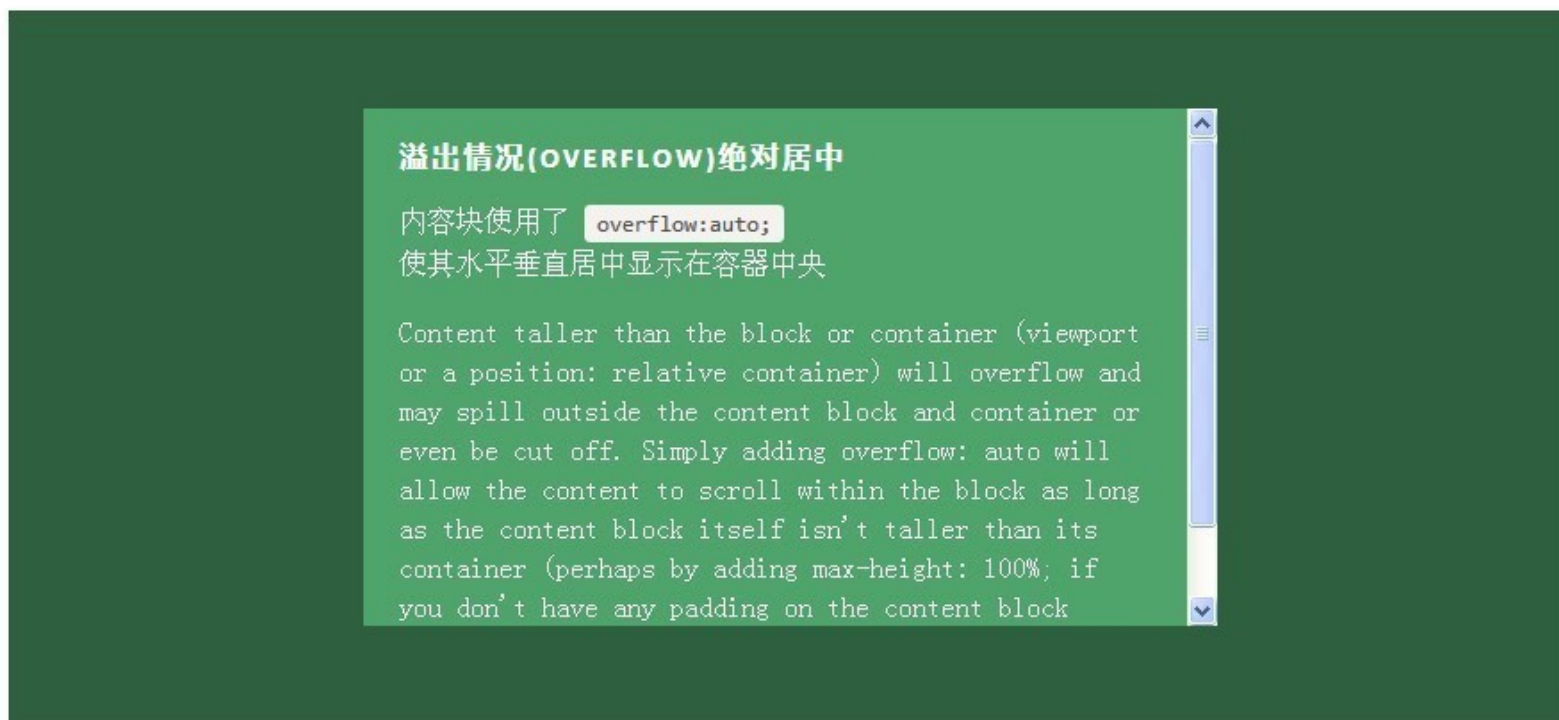 溢出情况(OVERFLOW)绝对居中
内容块使用了 overflow:auto;
使其水平垂直居中显示在容器中央
Content taller than the block or container (viewport
or a position: relative container) will overflow and
may spill outside the content block and container or
even be cut off. Simply adding overflow: auto will
allow the content to scroll within the block as long
as the content block itself isn't taller than its
container (perhaps by adding max-height: 100%; if
you don't have any padding on the content block